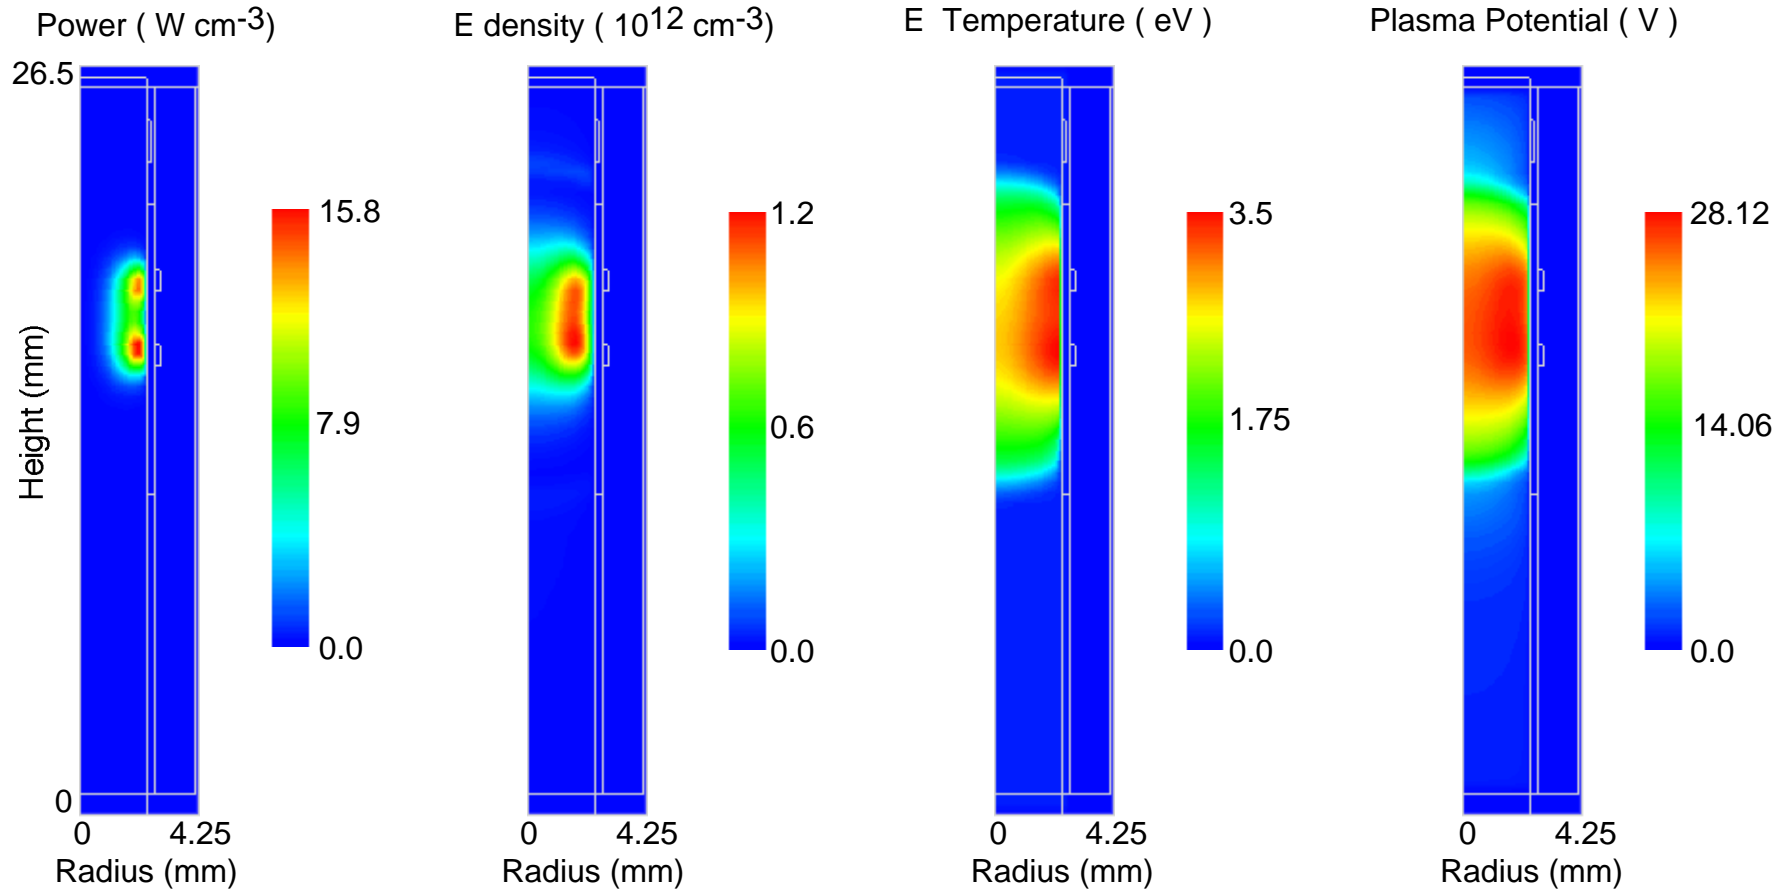 Power ( W cm-3)
E density ( 1012 cm-3)
E Temperature ( eV )
Plasma Potential ( V )
26.5
15.8
1.2
3.5
28.12
Height (mm)
7.9
0.6
1.75
14.06
0.0
0.0
0.0
0.0
0
0 4.25
0 4.25
0 4.25
0 4.25
Radius (mm)
Radius (mm)
Radius (mm)
Radius (mm)